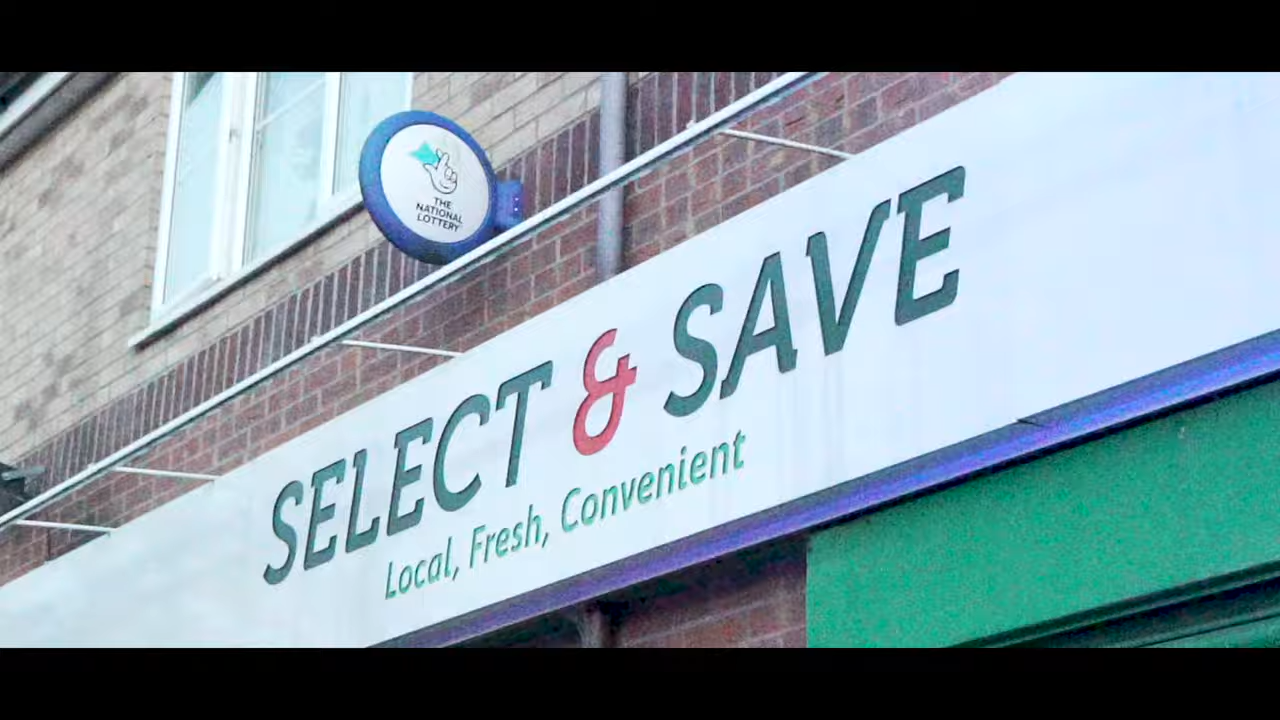 THE
NATIONAL
LOTTERY
SELECT & SAVE
Local, Fresh, Convenient